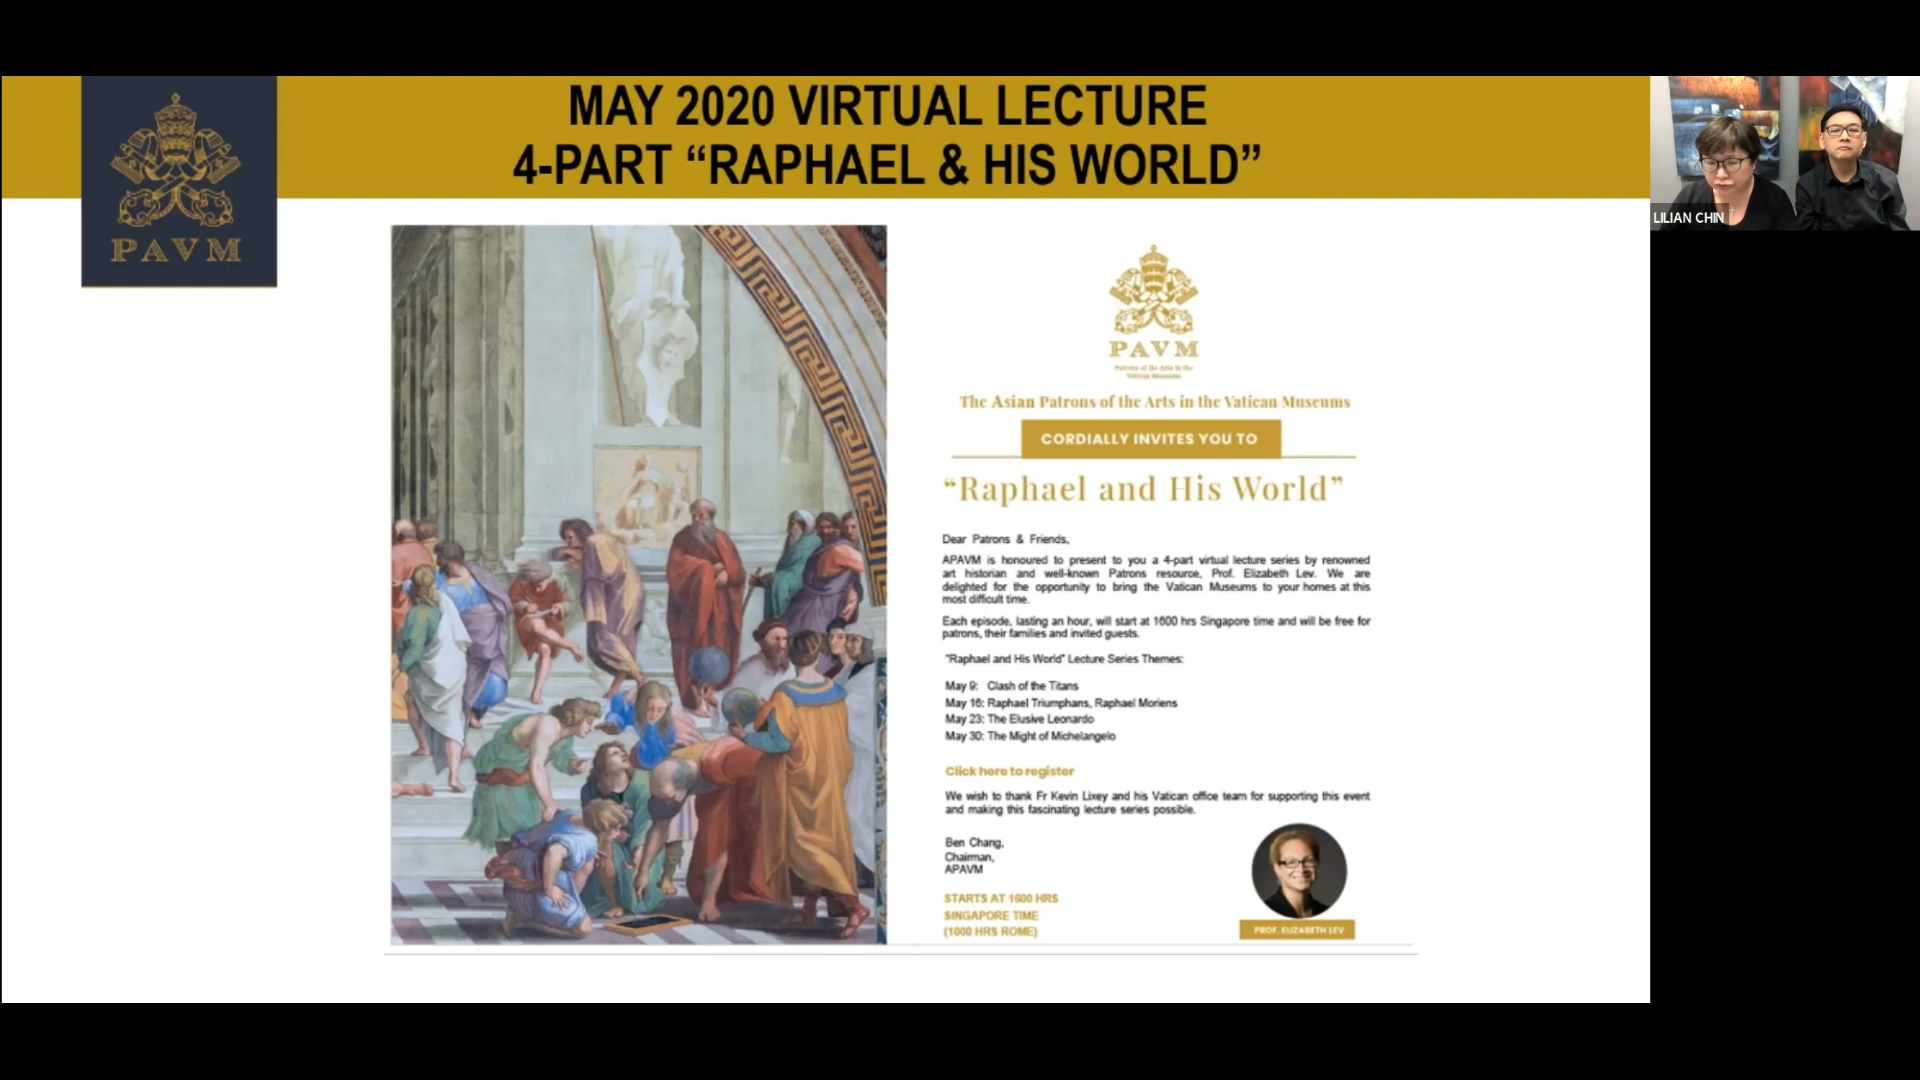 MAY 2020 VIRTUAL LECTURE
4-PART “RAPHAEL & HIS WORLD”
PAVM
LILIAN CHIN
PAVM
Patrons of the Arts in the
Vatican Museums
The Asian Patrons of the Arts in the Vatican Museums
CORDIALLY INVITES YOU TO
“Raphael and His World”
Dear Patrons & Friends,
APAVM is honoured to present to you a 4-part virtual lecture series by renowned
art historian and well-known Patrons resource, Prof. Elizabeth Lev. We are
delighted for the opportunity to bring the Vatican Museums to your homes at this
most difficult time.
Each episode, lasting an hour, will start at 1600 hrs Singapore time and will be free for
patrons, their families and invited guests.
“Raphael and His World” Lecture Series Themes:
May 9: Clash of the Titans
May 16: Raphael Triumphans, Raphael Moriens
May 23: The Elusive Leonardo
May 30: The Might of Michelangelo
Click here to register
We wish to thank Fr Kevin Lixey and his Vatican office team for supporting this event
and making this fascinating lecture series possible.
Ben Chang,
Chairman,
APAVM
STARTS AT 1600 HRS
SINGAPORE TIME
(1000 HRS ROME)
PROF. ELIZABETH LEV